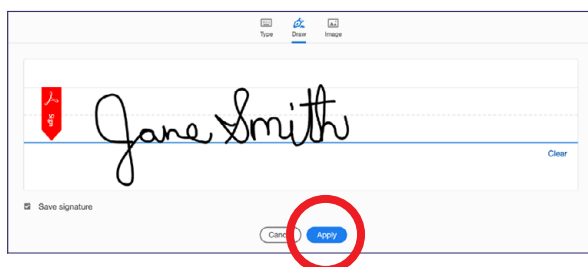 Type Draw Image
Sign
Jane Smith
Clear
Save signature
Cancel Apply